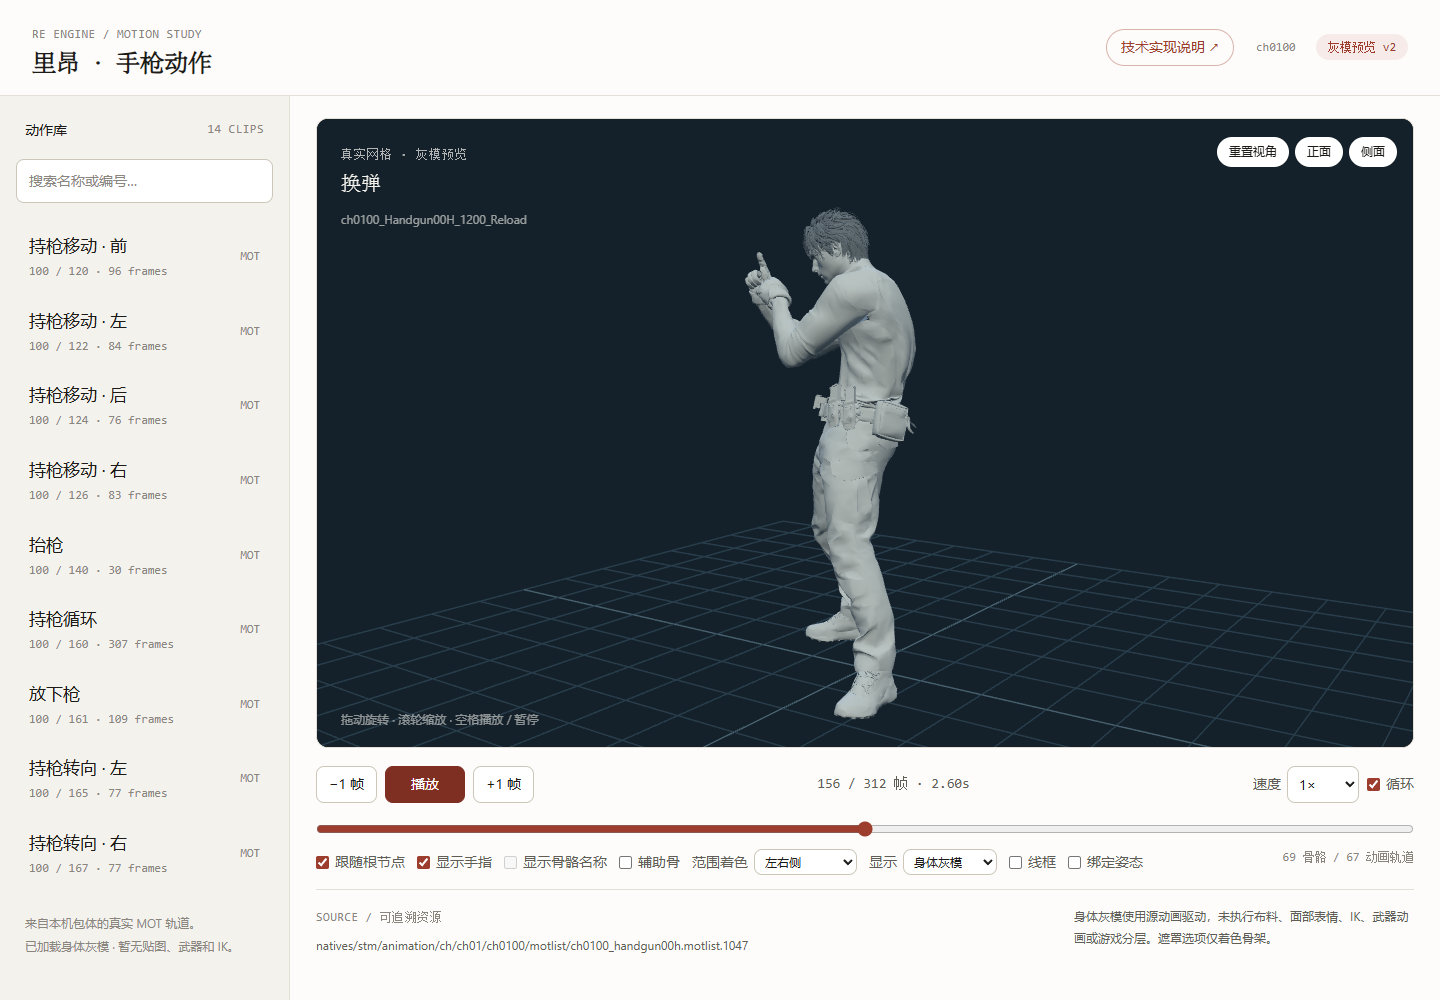 RE ENGINE / MOTION STUDY
里昂 · 手枪动作
技术实现说明 ↗
ch0100
灰模预览 v2
动作库
14 CLIPS
搜索名称或编号...
持枪移动 · 前
100 / 120 · 96 frames
MOT
持枪移动 · 左
100 / 122 · 84 frames
MOT
持枪移动 · 后
100 / 124 · 76 frames
MOT
持枪移动 · 右
100 / 126 · 83 frames
MOT
抬枪
100 / 140 · 30 frames
MOT
持枪循环
100 / 160 · 307 frames
MOT
放下枪
100 / 161 · 109 frames
MOT
持枪转向 · 左
100 / 165 · 77 frames
MOT
持枪转向 · 右
100 / 167 · 77 frames
MOT
来自本机包体的真实 MOT 轨道。
已加载身体灰模 · 暂无贴图、武器和 IK。
真实网格 · 灰模预览
换弹
ch0100_Handgun00H_1200_Reload
重置视角
正面
侧面
拖动旋转 · 滚轮缩放 · 空格播放 / 暂停
−1 帧
播放
+1 帧
156 / 312 帧 · 2.60s
速度
1×
循环
跟随根节点
显示手指
显示骨骼名称
辅助骨
范围着色
左右侧
显示
身体灰模
线框
绑定姿态
69 骨骼 / 67 动画轨道
SOURCE / 可追溯资源
natives/stm/animation/ch/ch01/ch0100/motlist/ch0100_handgun00h.motlist.1047
身体灰模使用源动画驱动，未执行布料、面部表情、IK、武器动
画或游戏分层。遮罩选项仅着色骨架。